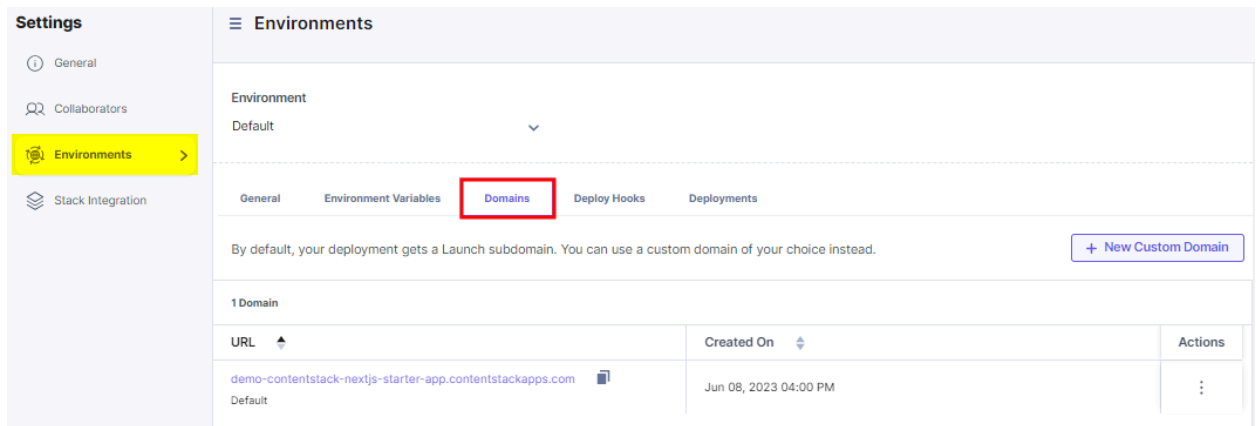 Settings
General
Collaborators
Environments
Stack Integration
Environments
Environment
Default
General Environment Variables Domains Deploy Hooks Deployments
By default, your deployment gets a Launch subdomain. You can use a custom domain of your choice instead.
+ New Custom Domain
1 Domain
URL Created On Actions
demo-contentstack-nextjs-starter-app.contentstackapps.com
Default
Jun 08, 2023 04:00 PM